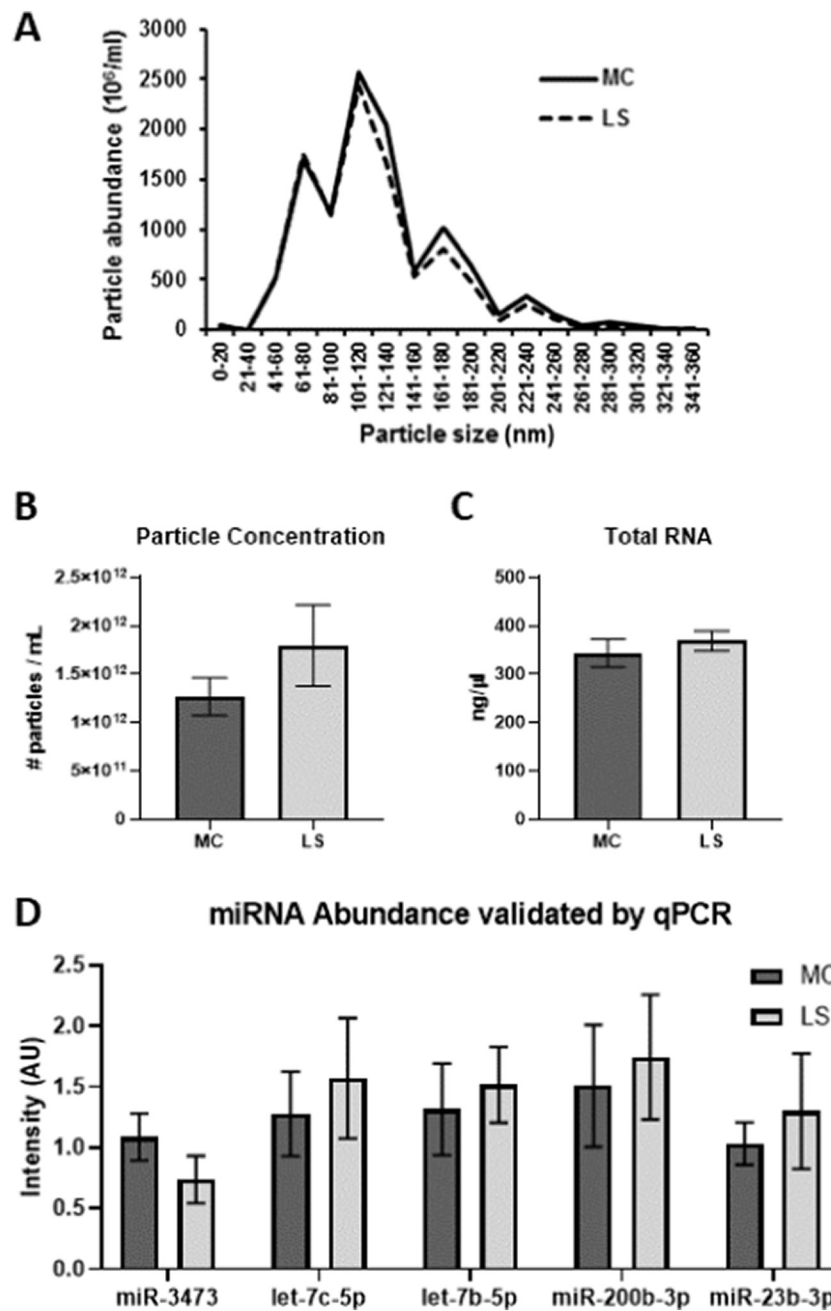 A
Particle abundance (10⁶/ml)
3000
2500
2000
1500
1000
500
0
MC
LS
0-20
21-40
41-60
61-80
81-100
101-120
121-140
141-160
161-180
181-200
201-220
221-240
241-260
261-280
281-300
301-320
321-340
341-360
Particle size (nm)
B
Particle Concentration
# particles / mL
2.5×10¹²
2×10¹²
1.5×10¹²
1×10¹²
5×10¹¹
0
MC
LS
C
Total RNA
ng/µl
500
400
300
200
100
0
MC
LS
D
miRNA Abundance validated by qPCR
Intensity (AU)
2.5
2.0
1.5
1.0
0.5
0.0
MC
LS
miR-3473
let-7c-5p
let-7b-5p
miR-200b-3p
miR-23b-3p